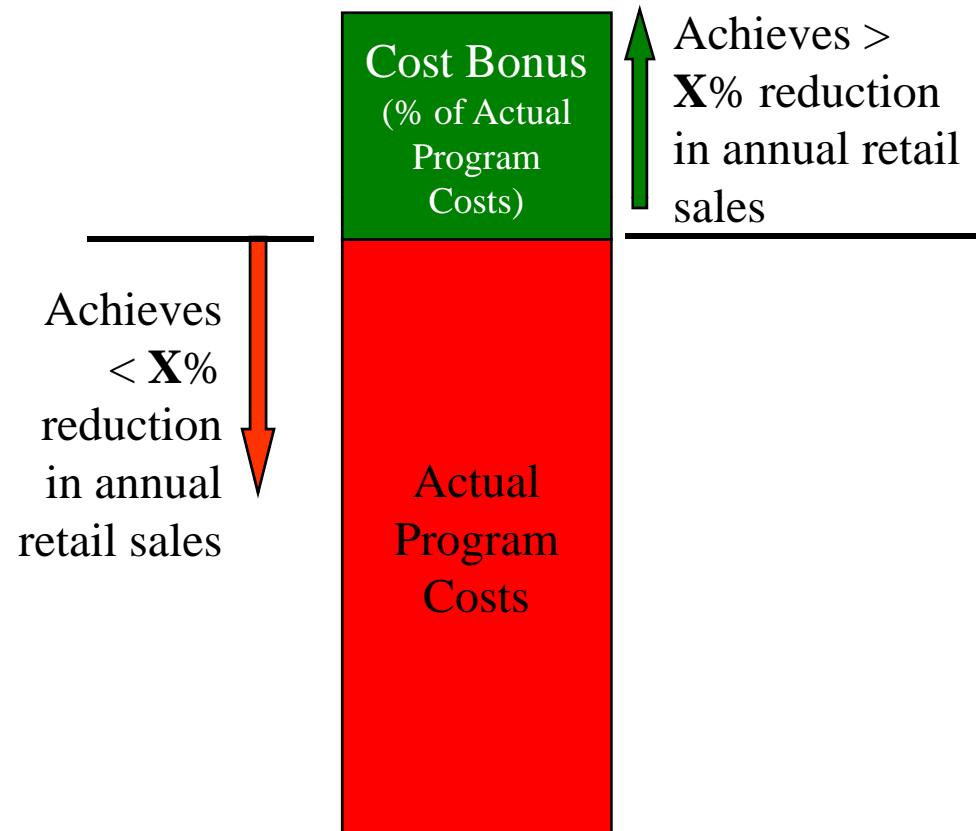 Cost Bonus
(% of Actual
Program
Costs)
Achieves >
X% reduction
in annual retail
sales
Achieves
< X%
reduction
in annual
retail sales
Actual
Program
Costs